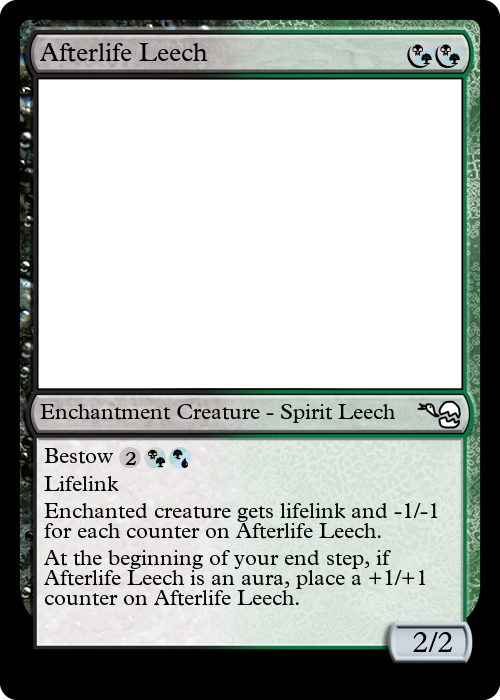 Afterlife Leech
Enchantment Creature - Spirit Leech
Bestow 2
Lifelink
Enchanted creature gets lifelink and -1/-1
for each counter on Afterlife Leech.
At the beginning of your end step, if
Afterlife Leech is an aura, place a +1/+1
counter on Afterlife Leech.
2/2